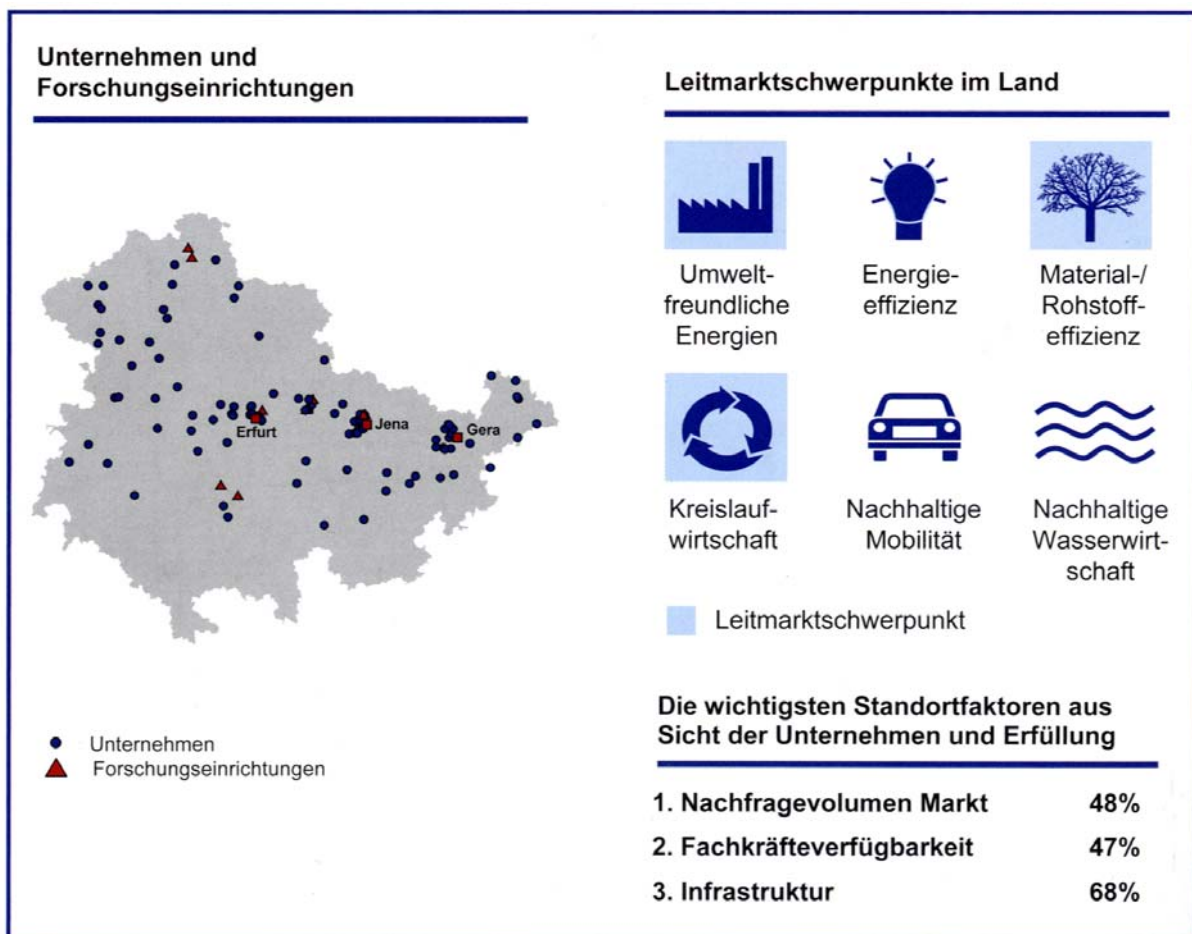 Unternehmen und
Forschungseinrichtungen
Erfurt
Jena
Gera
Unternehmen
Forschungseinrichtungen
Leitmarktschwerpunkte im Land
Umwelt-
freundliche
Energien
Energie-
effizienz
Material-/
Rohstoff-
effizienz
Kreislauf-
wirtschaft
Nachhaltige
Mobilität
Nachhaltige
Wasserwirt-
schaft
Leitmarktschwerpunkt
Die wichtigsten Standortfaktoren aus
Sicht der Unternehmen und Erfüllung
1. Nachfragevolumen Markt 48%
2. Fachkräfteverfügbarkeit 47%
3. Infrastruktur 68%